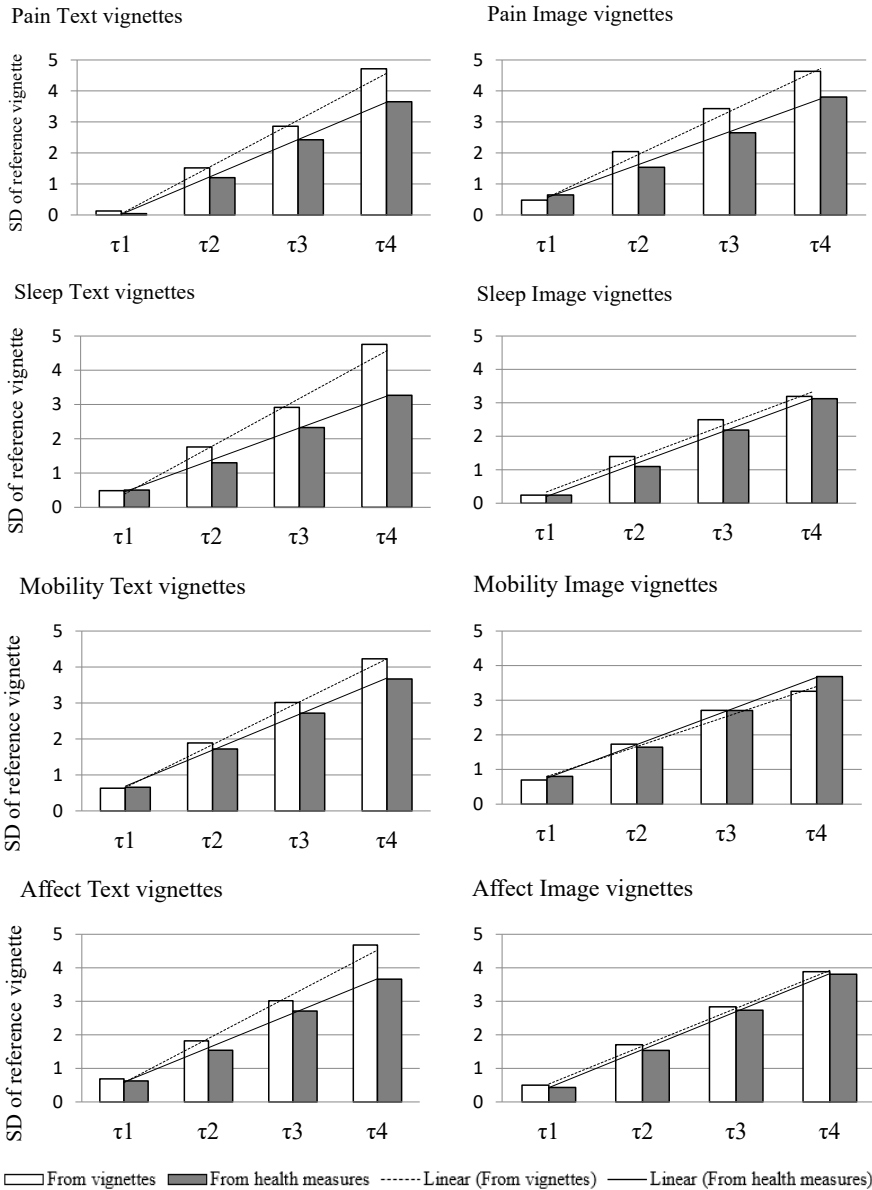 Pain Text vignettes
SD of reference vignette
5
4
3
2
1
0
τ1 τ2 τ3 τ4
Pain Image vignettes
5
4
3
2
1
0
τ1 τ2 τ3 τ4
Sleep Text vignettes
SD of reference vignette
5
4
3
2
1
0
τ1 τ2 τ3 τ4
Sleep Image vignettes
5
4
3
2
1
0
τ1 τ2 τ3 τ4
Mobility Text vignettes
SD of reference vignette
5
4
3
2
1
0
τ1 τ2 τ3 τ4
Mobility Image vignettes
5
4
3
2
1
0
τ1 τ2 τ3 τ4
Affect Text vignettes
SD of reference vignette
5
4
3
2
1
0
τ1 τ2 τ3 τ4
Affect Image vignettes
5
4
3
2
1
0
τ1 τ2 τ3 τ4
From vignettes From health measures Linear (From vignettes) Linear (From health measures)